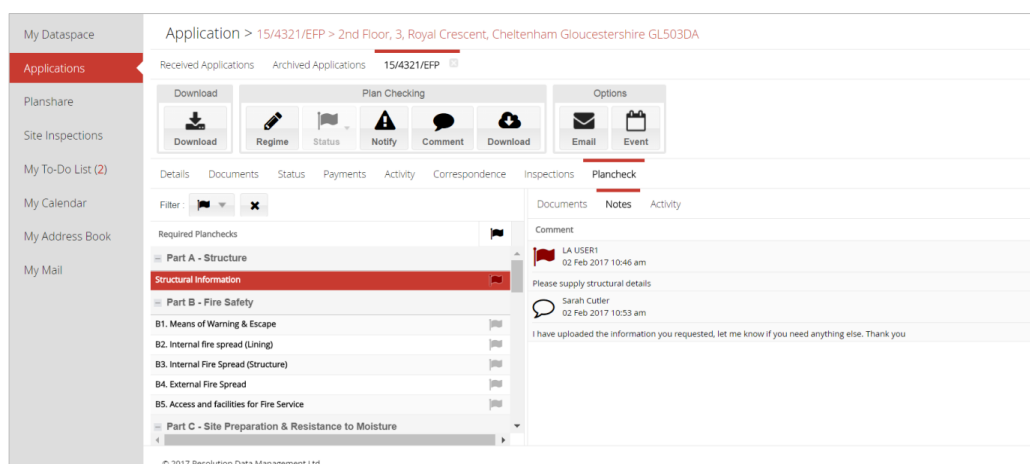 My Dataspace
Applications
Planshare
Site Inspections
My To-Do List (2)
My Calendar
My Address Book
My Mail
Application > 15/4321/EFP > 2nd Floor, 3, Royal Crescent, Cheltenham Gloucestershire GL503DA
Received Applications Archived Applications 15/4321/EFP
Download Plan Checking Options
Download Regime Status Notify Comment Download Email Event
Details Documents Status Payments Activity Correspondence Inspections Plancheck
Filter :
Required Planchecks
Part A - Structure
Structural Information
Part B - Fire Safety
B1. Means of Warning & Escape
B2. Internal fire spread (Lining)
B3. Internal Fire Spread (Structure)
B4. External Fire Spread
B5. Access and facilities for Fire Service
Part C - Site Preparation & Resistance to Moisture
Documents Notes Activity
Comment
LA USER1
02 Feb 2017 10:46 am
Please supply structural details
Sarah Cutler
02 Feb 2017 10:53 am
I have uploaded the information you requested, let me know if you need anything else. Thank you
© 2017 Resolution Data Management Ltd